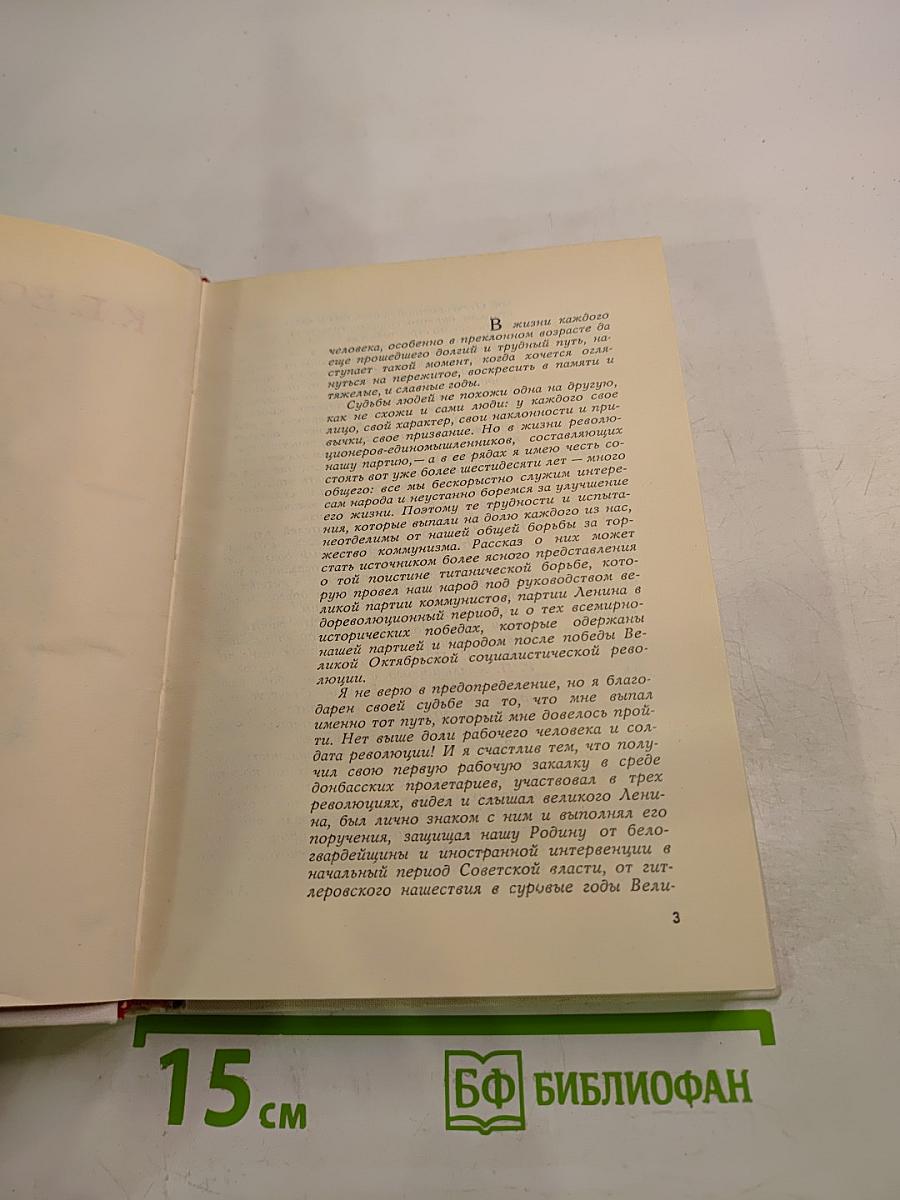 В жизни каждого
человека, особенно в преклонном возрасте да
еще прошедшего долгий и трудный путь, на-
ступает такой момент, когда хочется огля-
нуться на пережитое, воскресить в памяти и
тяжелые, и славные годы.
Судьбы людей не похожи одна на другую,
как не схожи и сами люди: у каждого свое
лицо, свой характер, свои наклонности и при-
вычки, свое призвание. Но в жизни револю-
ционеров-единомышленников, составляющих
нашу партию,— а в ее рядах я имею честь со-
стоять вот уже более шестидесяти лет — много
общего: все мы бескорыстно служим интере-
сам народа и неустанно боремся за улучшение
его жизни. Поэтому те трудности и испыта-
ния, которые выпали на долю каждого из нас,
неотделимы от нашей общей борьбы за тор-
жество коммунизма. Рассказ о них может
стать источником более ясного представления
о той поистине титанической борьбе, кото-
рую провел наш народ под руководством ве-
ликой партии коммунистов, партии Ленина в
дореволюционный период, и о тех всемирно-
исторических победах, которые одержаны
нашей партией и народом после победы Ве-
ликой Октябрьской социалистической рево-
люции.
Я не верю в предопределение, но я благо-
дарен своей судьбе за то, что мне выпал
именно тот путь, который мне довелось прой-
ти. Нет выше доли рабочего человека и сол-
дата революции! И я счастлив тем, что полу-
чил свою первую рабочую закалку в среде
донбасских пролетариев, участвовал в трех
революциях, видел и слышал великого Лени-
на, был лично знаком с ним и выполнял его
поручения, защищал нашу Родину от бело-
гвардейщины и иностранной интервенции в
начальный период Советской власти, от гит-
леровского нашествия в суровые годы Вели-
3
15 см
БФ БИБЛИОФАН